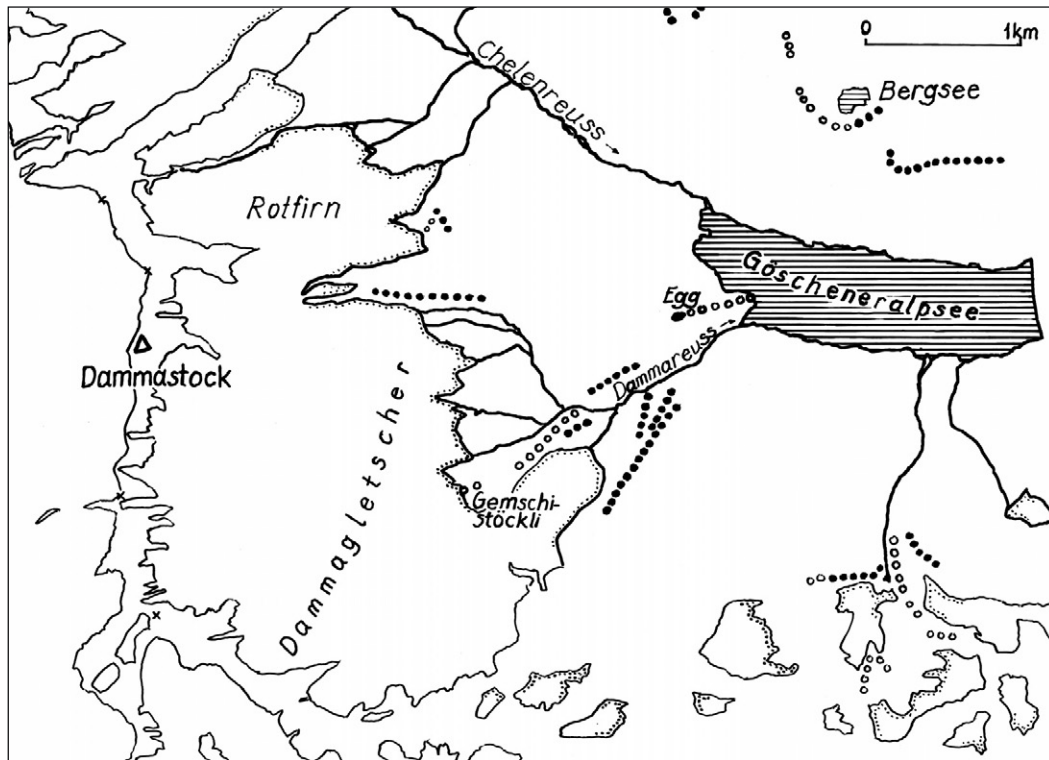 0 1km
Chelenreuss
Bergsee
Rotfirn
Göscheneralpsee
Egg
Dammareuss
Dammastock
Dammagletscher
Gemschi-
stöckli